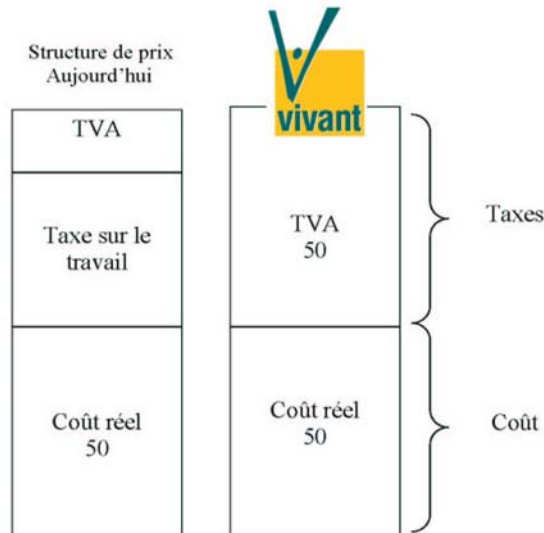 Structure de prix
Aujourd'hui
vivant
TVA
Taxe sur le
travail
Coût réel
50
TVA
50
Coût réel
50
Taxes
Coût